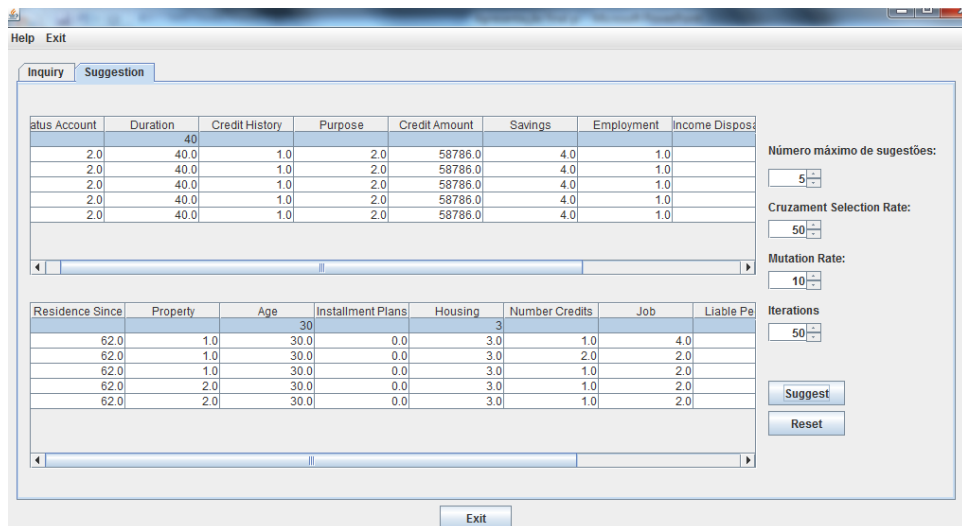 Help Exit
Inquiry Suggestion
atus Account Duration Credit History Purpose Credit Amount Savings Employment Income Disposa
40
2.0 40.0 1.0 2.0 58786.0 4.0 1.0
2.0 40.0 1.0 2.0 58786.0 4.0 1.0
2.0 40.0 1.0 2.0 58786.0 4.0 1.0
2.0 40.0 1.0 2.0 58786.0 4.0 1.0
2.0 40.0 1.0 2.0 58786.0 4.0 1.0
Número máximo de sugestões:
5
Cruzament Selection Rate:
50
Mutation Rate:
10
Residence Since Property Age Installment Plans Housing Number Credits Job Liable Pe
30 3
62.0 1.0 30.0 0.0 3.0 1.0 4.0
62.0 1.0 30.0 0.0 3.0 2.0 2.0
62.0 1.0 30.0 0.0 3.0 1.0 2.0
62.0 2.0 30.0 0.0 3.0 1.0 2.0
62.0 2.0 30.0 0.0 3.0 1.0 2.0
Iterations
50
Suggest
Reset
Exit